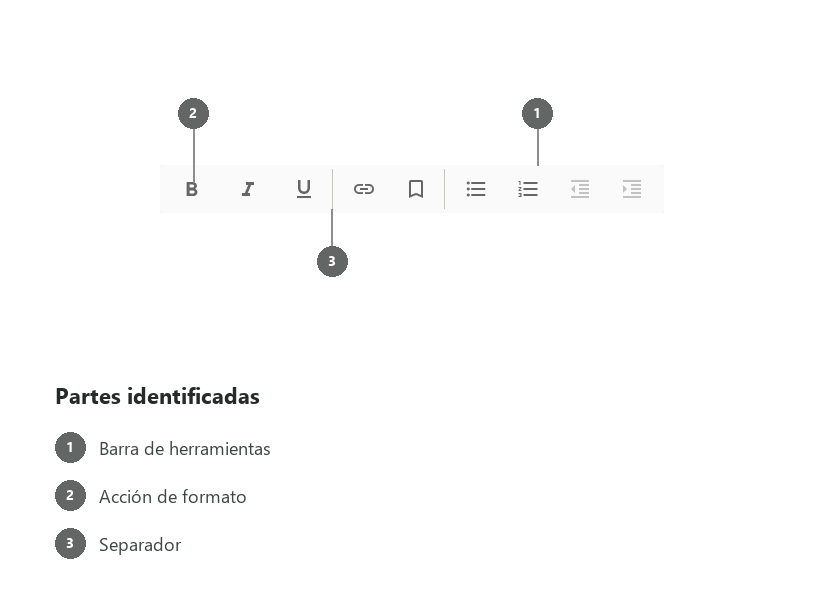 2
1
B I U
3
Partes identificadas
1 Barra de herramientas
2 Acción de formato
3 Separador